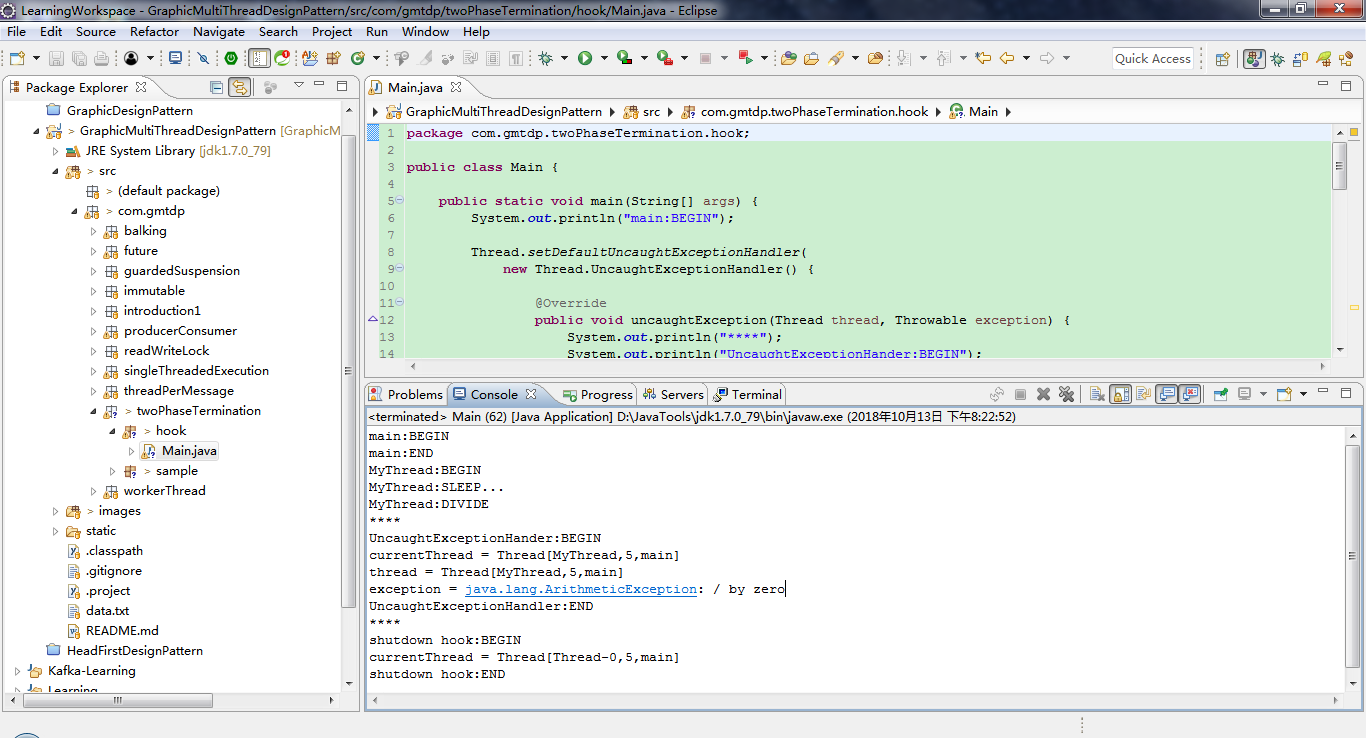 LearningWorkspace - GraphicMultiThreadDesignPattern/src/com/gmtdp/twoPhaseTermination/hook/Main.java - Eclipse
File Edit Source Refactor Navigate Search Project Run Window Help
Quick Access
Package Explorer
GraphicDesignPattern
> GraphicMultiThreadDesignPattern [GraphicM
JRE System Library [jdk1.7.0_79]
> src
> (default package)
> com.gmtdp
balking
future
guardedSuspension
immutable
introduction1
producerConsumer
readWriteLock
singleThreadedExecution
threadPerMessage
> twoPhaseTermination
> hook
Main.java
> sample
workerThread
> images
static
.classpath
.gitignore
.project
data.txt
README.md
HeadFirstDesignPattern
Kafka-Learning
Learning
Main.java
GraphicMultiThreadDesignPattern src com.gmtdp.twoPhaseTermination.hook Main
1 package com.gmtdp.twoPhaseTermination.hook;
2
3 public class Main {
4
5 public static void main(String[] args) {
6 System.out.println("main:BEGIN");
7
8 Thread.setDefaultUncaughtExceptionHandler(
9 new Thread.UncaughtExceptionHandler() {
10
11 @Override
12 public void uncaughtException(Thread thread, Throwable exception) {
13 System.out.println("****");
14 System.out.println("UncaughtExceptionHander:BEGIN");
Problems Console Progress Servers Terminal
<terminated> Main (62) [Java Application] D:\JavaTools\jdk1.7.0_79\bin\javaw.exe (2018年10月13日 下午8:22:52)
main:BEGIN
main:END
MyThread:BEGIN
MyThread:SLEEP...
MyThread:DIVIDE
****
UncaughtExceptionHander:BEGIN
currentThread = Thread[MyThread,5,main]
thread = Thread[MyThread,5,main]
exception = java.lang.ArithmeticException: / by zero
UncaughtExceptionHandler:END
****
shutdown hook:BEGIN
currentThread = Thread[Thread-0,5,main]
shutdown hook:END